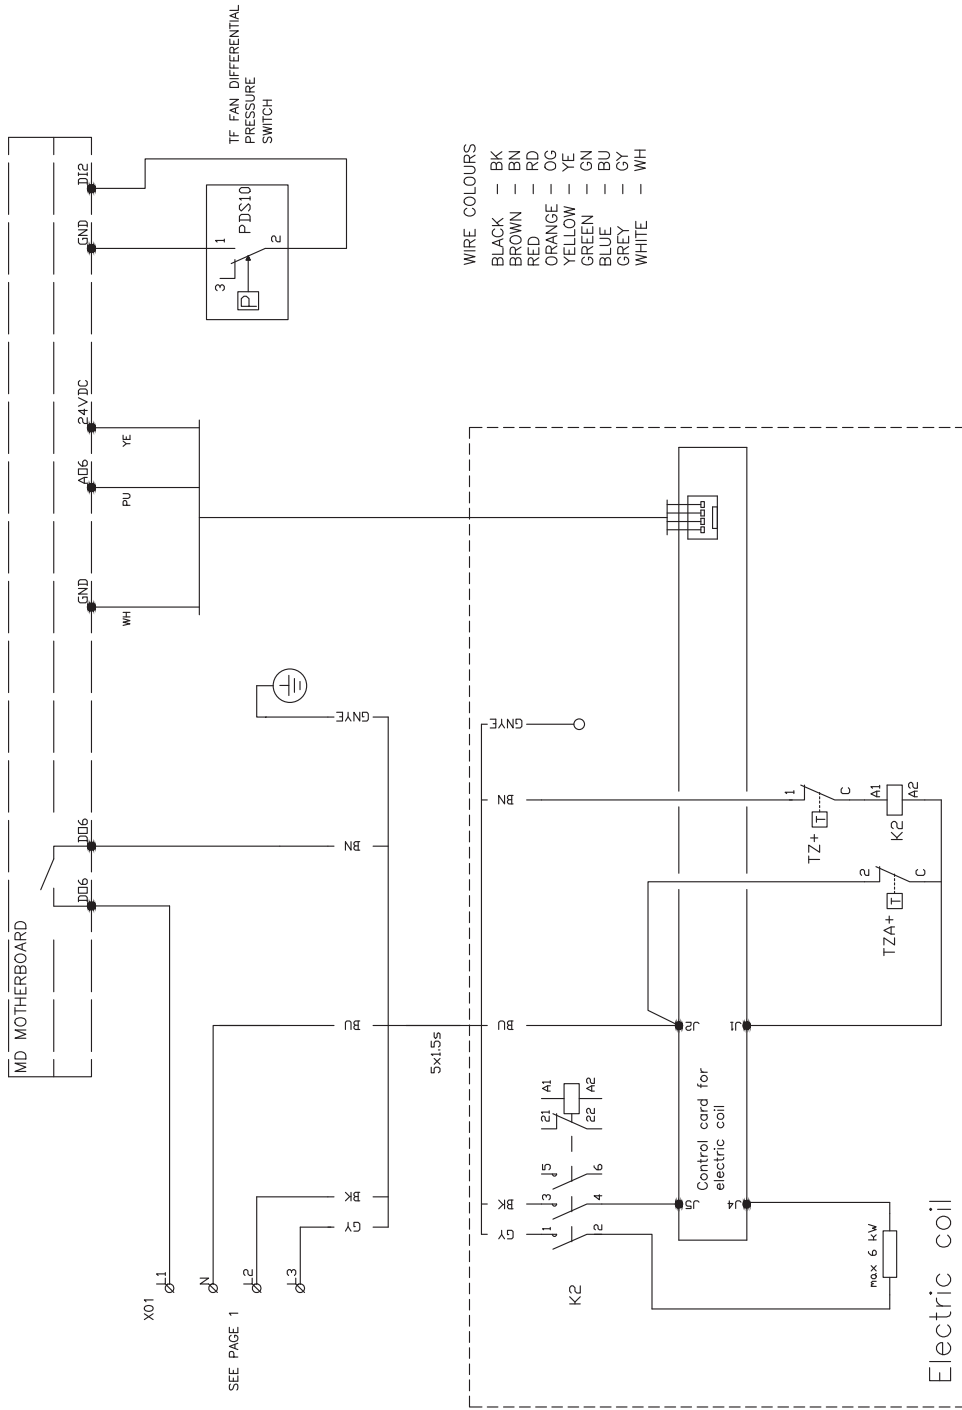 MD MOTHERBOARD
DO6
DO6
GND
AO6
24VDC
GND
DI2
WH
PU
YE
TF FAN DIFFERENTIAL
PRESSURE
SWITCH
PDS10
1
2
3
P
WIRE COLOURS
BLACK – BK
BROWN – BN
RED – RD
ORANGE – OG
YELLOW – YE
GREEN – GN
BLUE – BU
GREY – GY
WHITE – WH
X01
L1
N
L2
L3
SEE PAGE 1
GY
BK
BU
BN
GNYE
5x1.5s
GY
BK
BU
BN
GNYE
K2
1
2
3
4
5
6
21
22
A1
A2
J5
J4
J2
J1
Control card for
electric coil
TZA+
T
2
C
TZ+
T
1
C
K2
A1
A2
max 6 kW
Electric coil